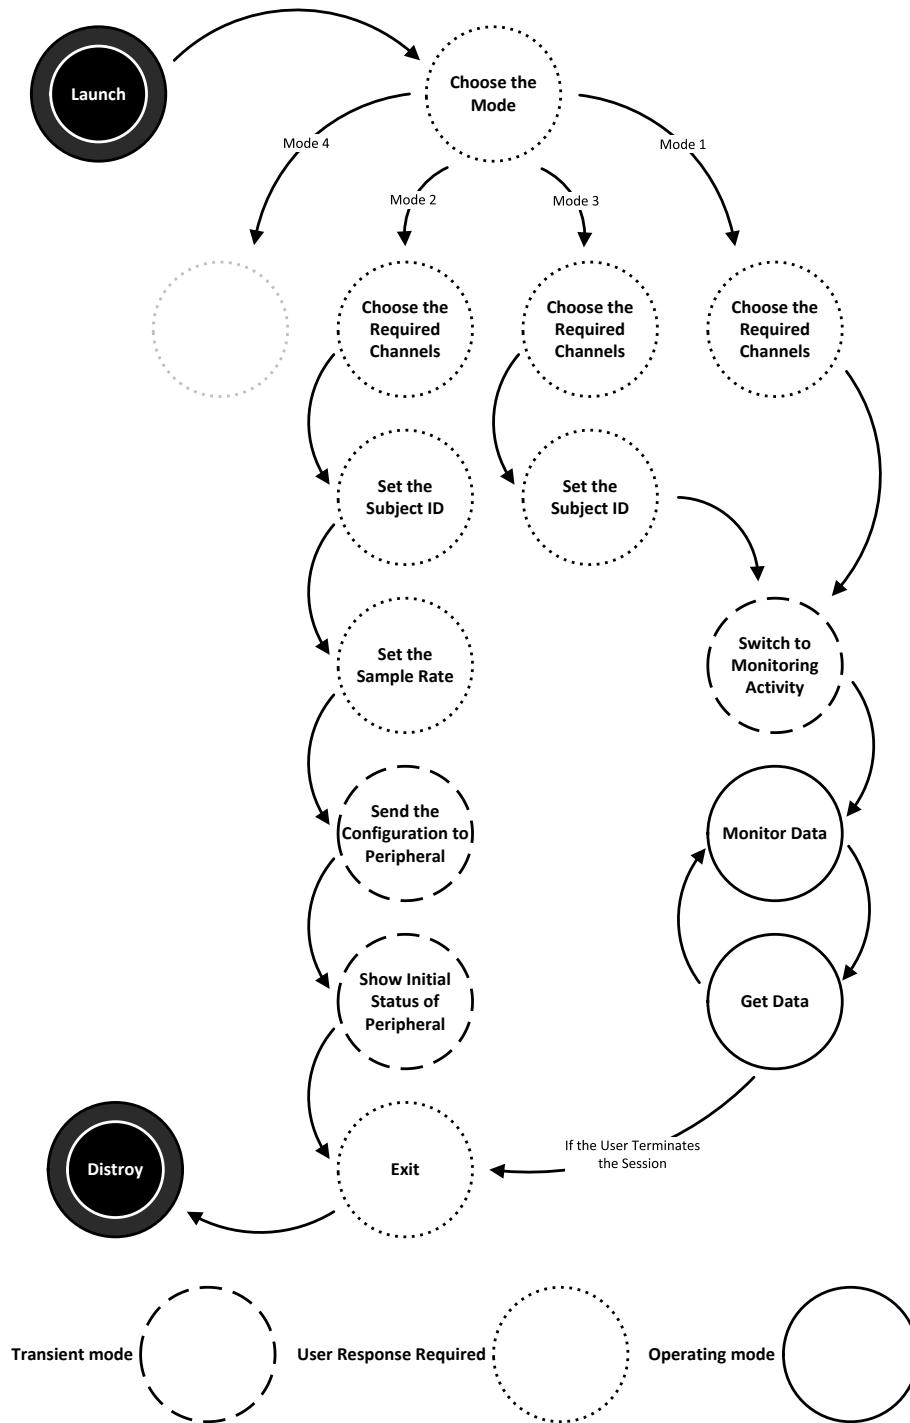 Launch
Choose the
Mode
Mode 4
Mode 1
Mode 2
Mode 3
Choose the
Required
Channels
Choose the
Required
Channels
Choose the
Required
Channels
Set the
Subject ID
Set the
Subject ID
Set the
Sample Rate
Switch to
Monitoring
Activity
Send the
Configuration to
Peripheral
Monitor Data
Show Initial
Status of
Peripheral
Get Data
If the User Terminates
the Session
Distroy
Exit
Transient mode
User Response Required
Operating mode